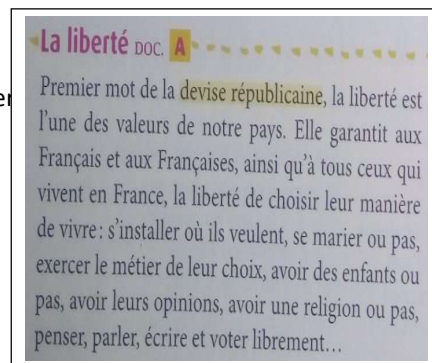 La liberté DOC. A
Premier mot de la devise républicaine, la liberté est
l'une des valeurs de notre pays. Elle garantit aux
Français et aux Françaises, ainsi qu'à tous ceux qui
vivent en France, la liberté de choisir leur manière
de vivre : s'installer où ils veulent, se marier ou pas,
exercer le métier de leur choix, avoir des enfants ou
pas, avoir leurs opinions, avoir une religion ou pas,
penser, parler, écrire et voter librement...